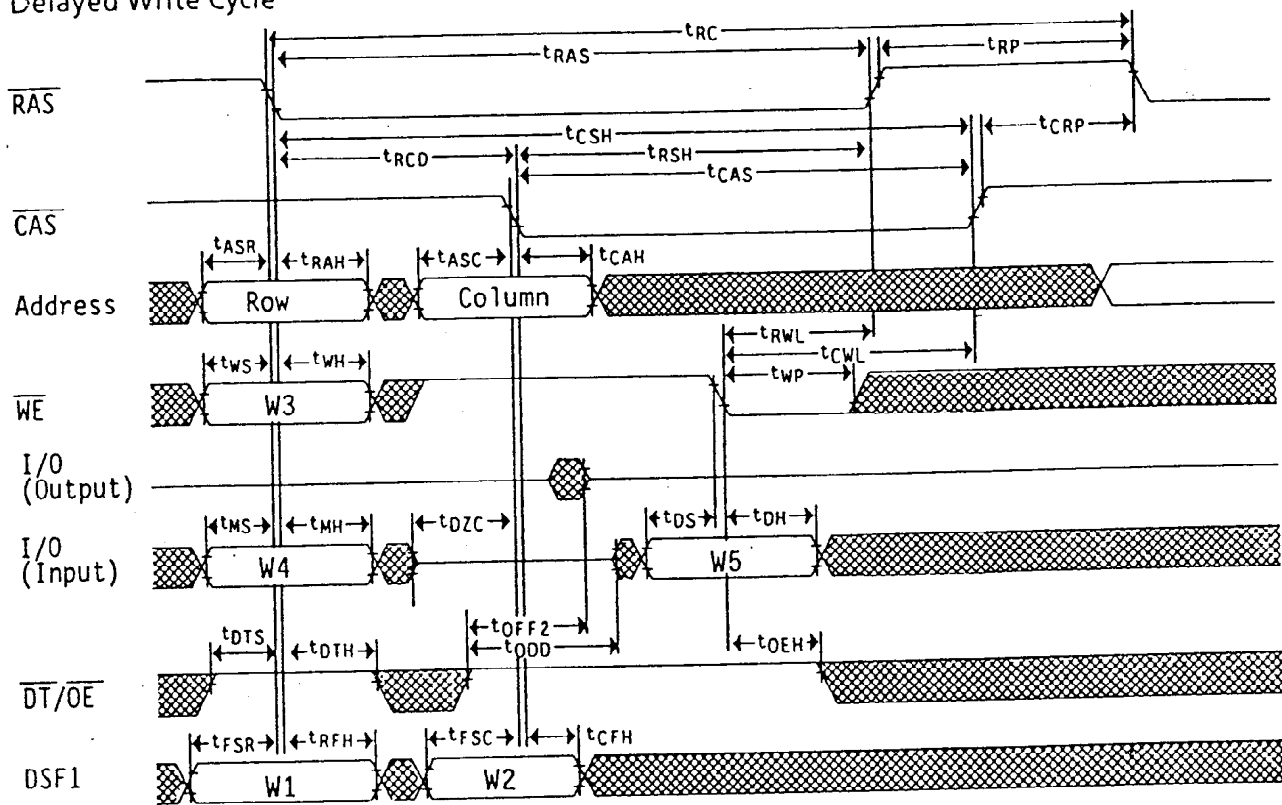 Delayed Write Cycle
tRC
tRAS
tRP
RAS
tCSH
tCRP
tRCD
tRSH
tCAS
CAS
tASR
tRAH
tASC
tCAH
Address
Row
Column
tRWL
tCWL
tWS
tWH
tWP
WE
W3
I/O
(Output)
tMS
tMH
tDZC
tDS
tDH
I/O
(Input)
W4
W5
tOFF2
tDTS
tDTH
tODD
tOEH
DT/OE
tFSR
tRFH
tFSC
tCFH
DSF1
W1
W2